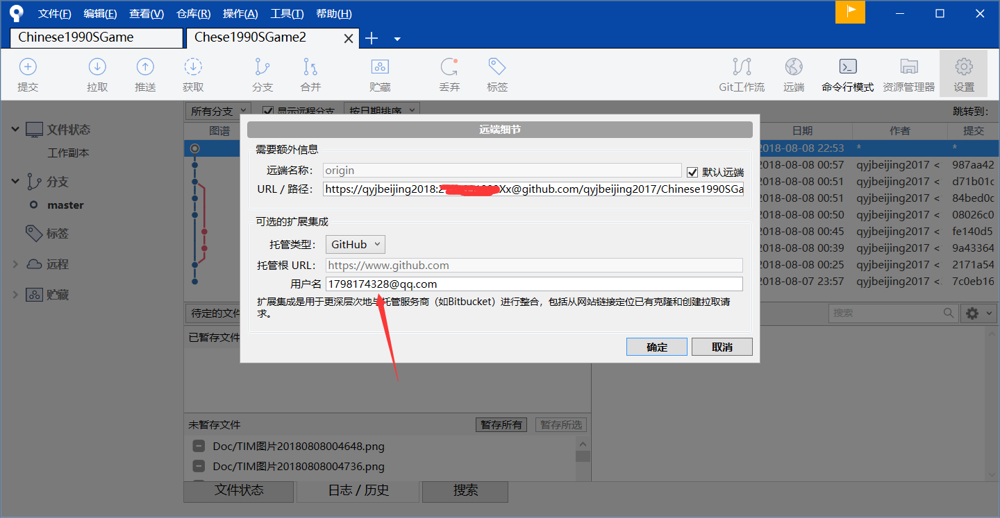 文件(F) 编辑(E) 查看(V) 仓库(R) 操作(A) 工具(T) 帮助(H)
Chinese1990SGame Chese1990SGame2
提交 拉取 推送 获取 分支 合并 贮藏 丢弃 标签 Git工作流 远端 命令行模式 资源管理器 设置
所有分支 显示远程分支 按日期排序 跳转到:
图谱 日期 作者 提交
文件状态
工作副本
分支
master
标签
远程
贮藏
远端细节
需要额外信息
远端名称: origin 默认远端
URL / 路径: https://qyjbeijing2018: Xx@github.com/qyjbeijing2017/Chinese1990SGa
可选的扩展集成
托管类型: GitHub
托管根 URL: https://www.github.com
用户名 1798174328@qq.com
扩展集成是用于更深层次地与托管服务商（如Bitbucket）进行整合，包括从网站链接定位已有克隆和创建拉取请
求。
确定 取消
2018-08-08 22:53 * *
2018-08-08 00:57 qyjbeijing2017 < 987aa42
2018-08-08 00:51 qyjbeijing2017 < d71b01c
2018-08-08 00:51 qyjbeijing2017 < 84bed0c
2018-08-08 00:50 qyjbeijing2017 < 08026c0
2018-08-08 00:45 qyjbeijing2017 < fe140d5
2018-08-08 00:39 qyjbeijing2017 < 9a43364
2018-08-08 00:25 qyjbeijing2017 < 2171a54
2018-08-07 23:57 qyjbeijing2017 < 7c0eb16
待定的文件 搜索
已暂存文件
未暂存文件 暂存所有 暂存所选
Doc/TIM图片20180808004648.png
Doc/TIM图片20180808004736.png
文件状态 日志 / 历史 搜索